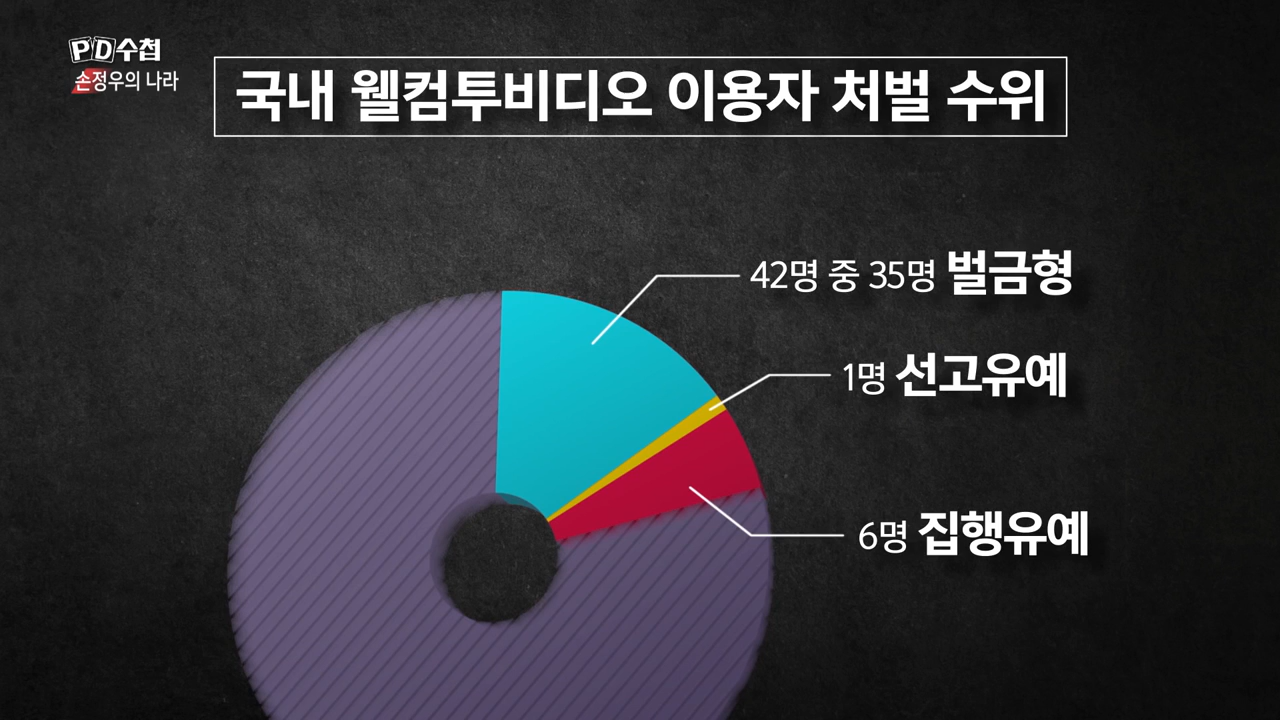 PD수첩
손정우의 나라
국내 웰컴투비디오 이용자 처벌 수위
42명 중 35명 벌금형
1명 선고유예
6명 집행유예